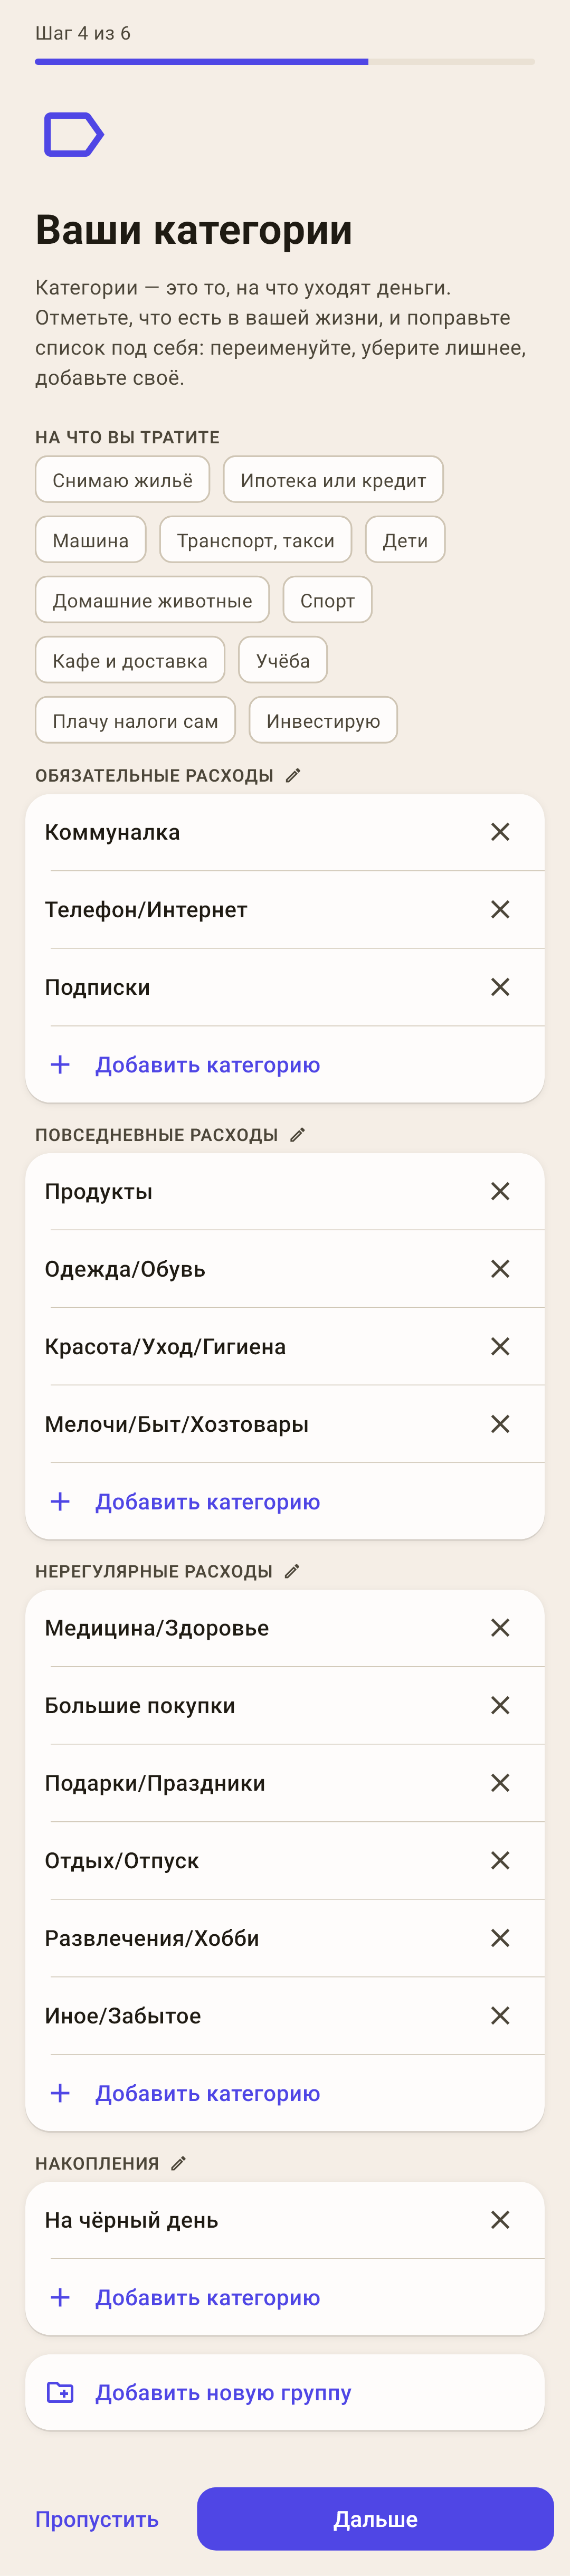 Шаг 4 из 6
Ваши категории
Категории — это то, на что уходят деньги.
Отметьте, что есть в вашей жизни, и поправьте
список под себя: переименуйте, уберите лишнее,
добавьте своё.
НА ЧТО ВЫ ТРАТИТЕ
Снимаю жильё Ипотека или кредит
Машина Транспорт, такси Дети
Домашние животные Спорт
Кафе и доставка Учёба
Плачу налоги сам Инвестирую
ОБЯЗАТЕЛЬНЫЕ РАСХОДЫ
Коммуналка
Телефон/Интернет
Подписки
Добавить категорию
ПОВСЕДНЕВНЫЕ РАСХОДЫ
Продукты
Одежда/Обувь
Красота/Уход/Гигиена
Мелочи/Быт/Хозтовары
Добавить категорию
НЕРЕГУЛЯРНЫЕ РАСХОДЫ
Медицина/Здоровье
Большие покупки
Подарки/Праздники
Отдых/Отпуск
Развлечения/Хобби
Иное/Забытое
Добавить категорию
НАКОПЛЕНИЯ
На чёрный день
Добавить категорию
Добавить новую группу
Пропустить Дальше